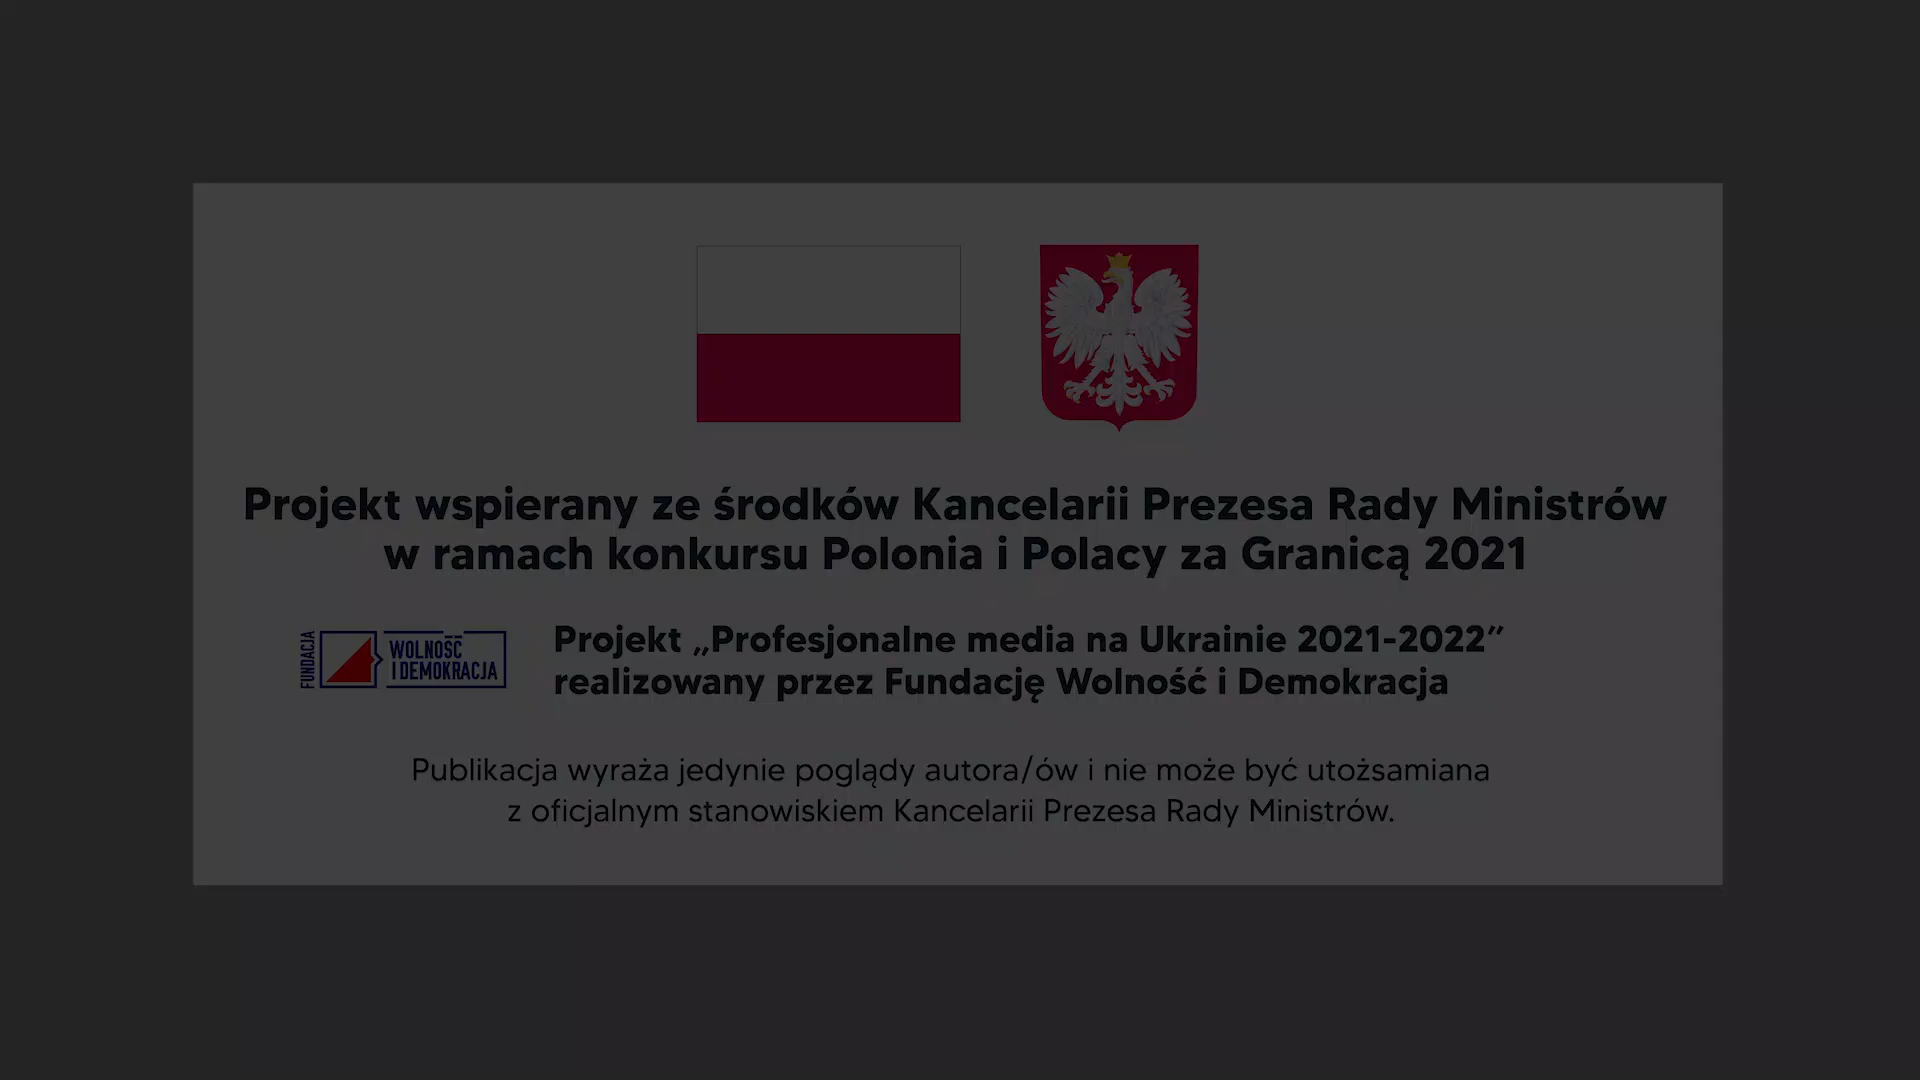 Projekt wspierany ze środków Kancelarii Prezesa Rady Ministrów
w ramach konkursu Polonia i Polacy za Granicą 2021
FUNDACJA
WOLNOŚĆ
I DEMOKRACJA
Projekt „Profesjonalne media na Ukrainie 2021-2022”
realizowany przez Fundację Wolność i Demokracja
Publikacja wyraża jedynie poglądy autora/ów i nie może być utożsamiana
z oficjalnym stanowiskiem Kancelarii Prezesa Rady Ministrów.